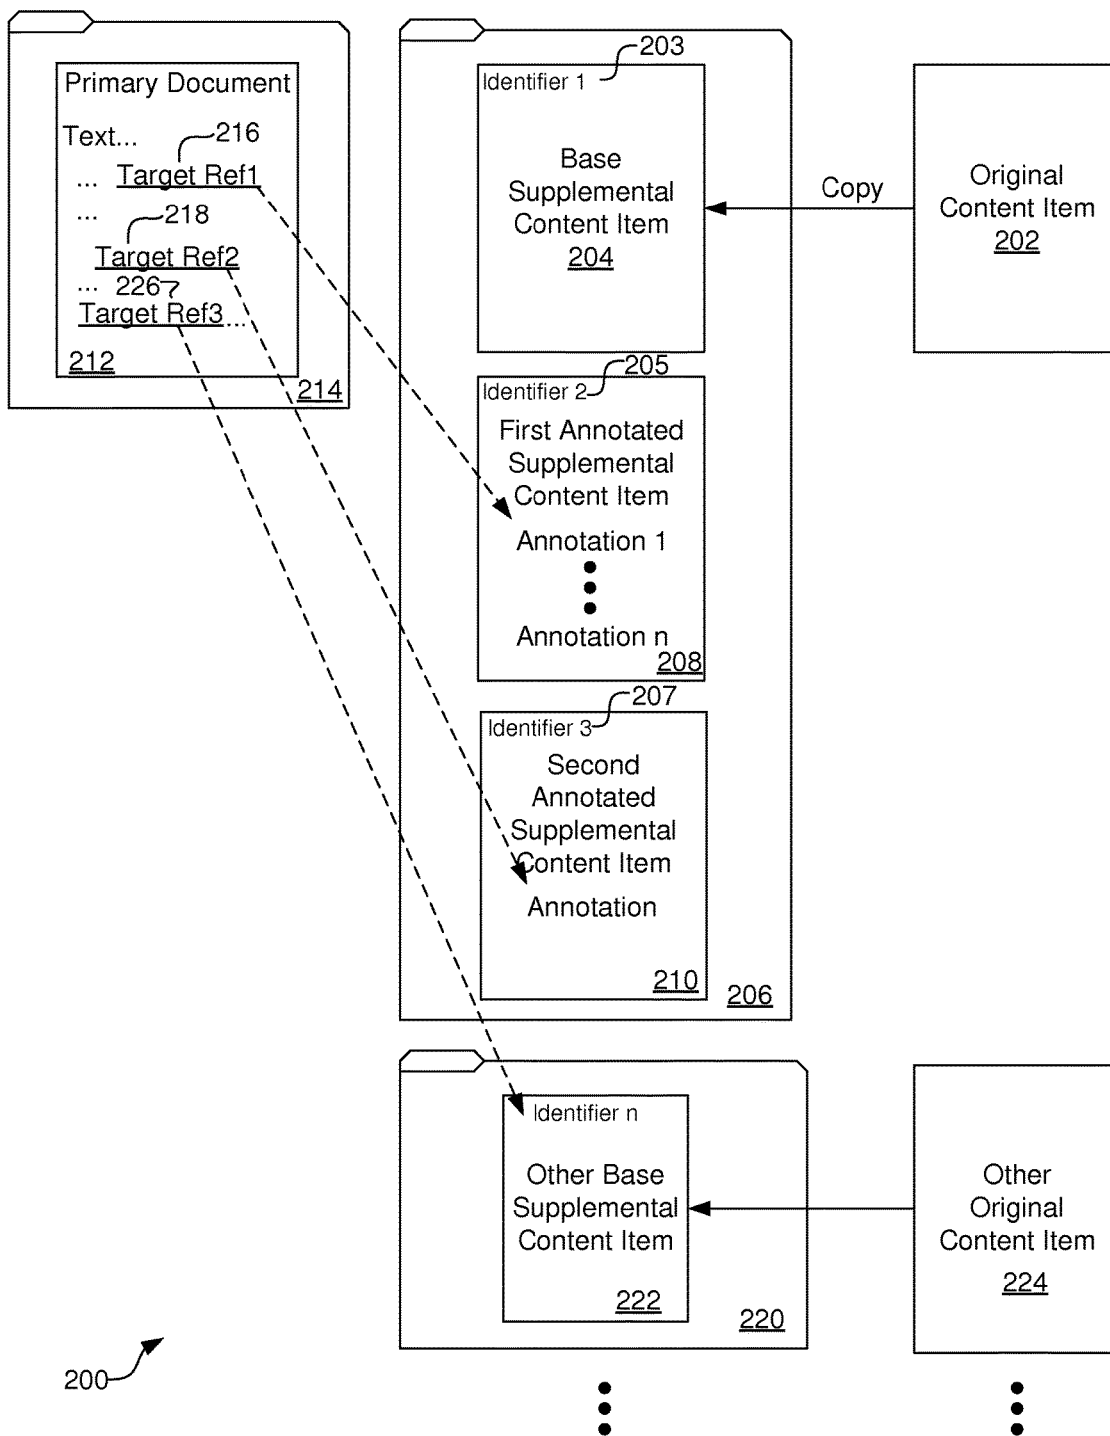 Primary Document
Text...
216
... Target Ref1
...
218
Target Ref2
... 226
Target Ref3 ...
212
214
203
Identifier 1
Base
Supplemental
Content Item
204
Copy
Original
Content Item
202
205
Identifier 2
First Annotated
Supplemental
Content Item
Annotation 1
Annotation n
208
207
Identifier 3
Second
Annotated
Supplemental
Content Item
Annotation
210
206
Identifier n
Other Base
Supplemental
Content Item
222
220
Other
Original
Content Item
224
200